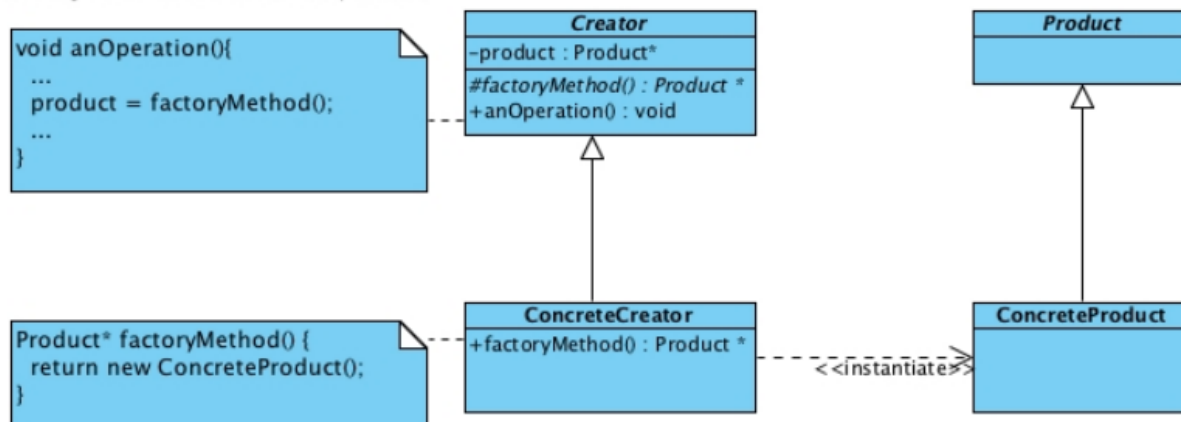 Creator
-product : Product*
#factoryMethod() : Product *
+anOperation() : void
Product
void anOperation(){
...
product = factoryMethod();
...
}
ConcreteCreator
+factoryMethod() : Product *
<<instantiate>>
ConcreteProduct
Product* factoryMethod() {
return new ConcreteProduct();
}